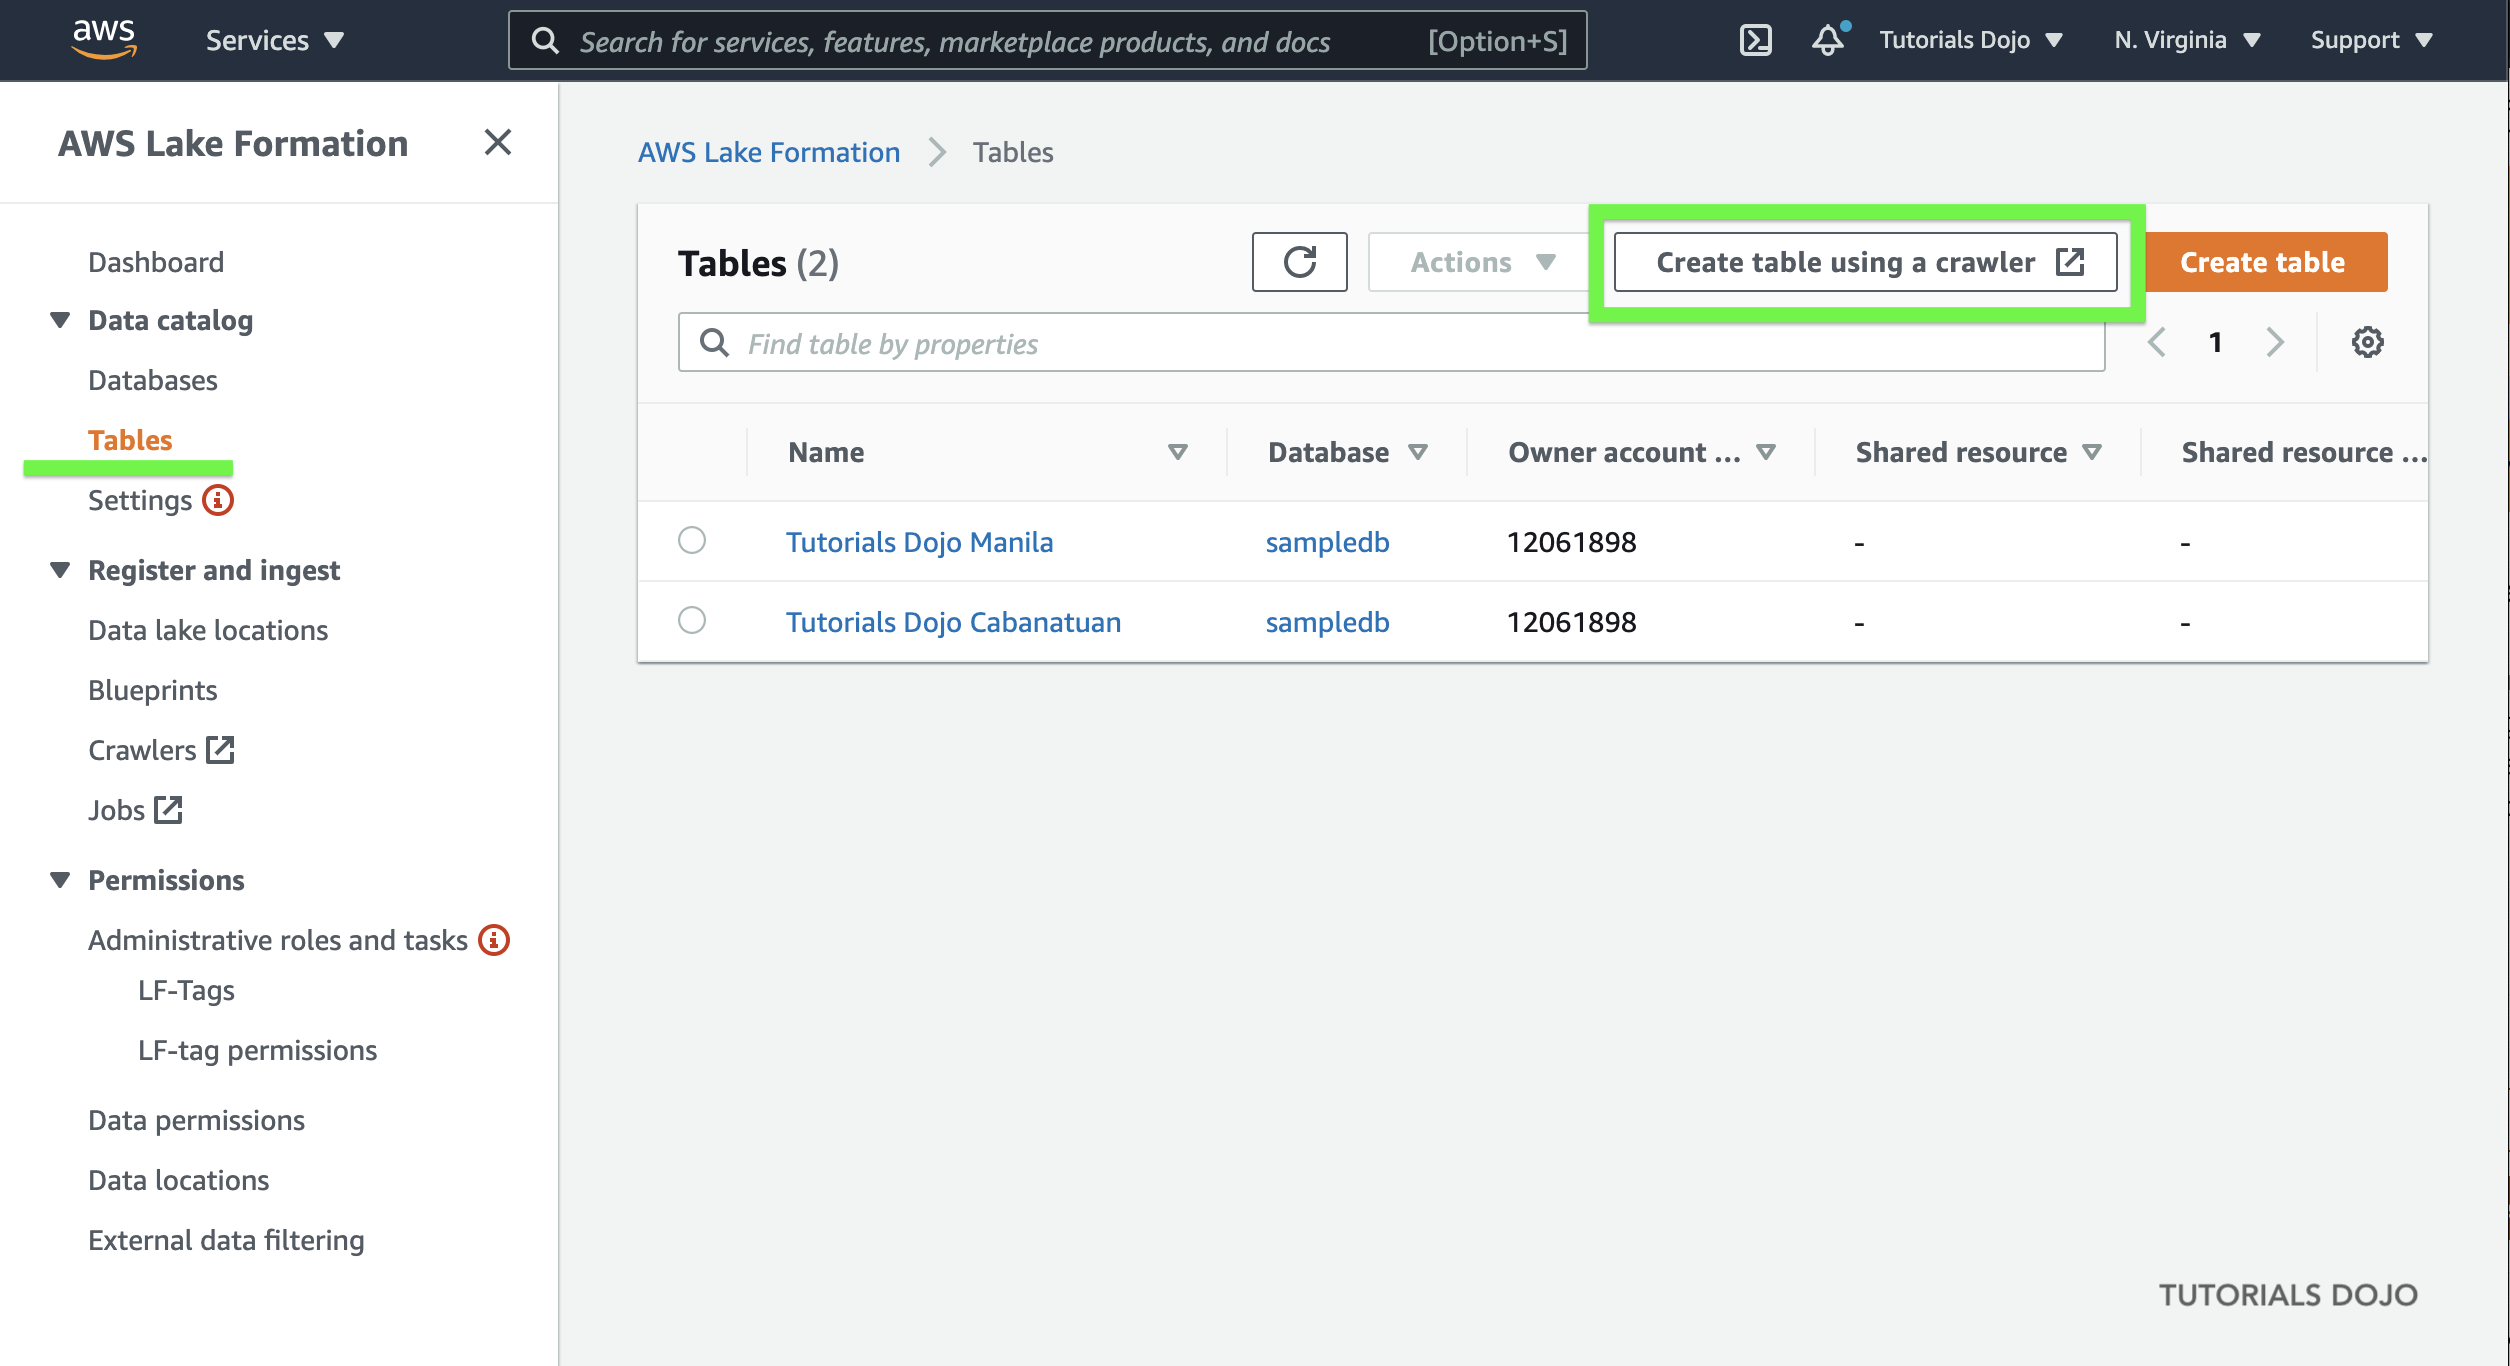 aws Services Search for services, features, marketplace products, and docs [Option+S] Tutorials Dojo N. Virginia Support
AWS Lake Formation
Dashboard
Data catalog
Databases
Tables
Settings
Register and ingest
Data lake locations
Blueprints
Crawlers
Jobs
Permissions
Administrative roles and tasks
LF-Tags
LF-tag permissions
Data permissions
Data locations
External data filtering
AWS Lake Formation Tables
Tables (2) Actions Create table using a crawler Create table
Find table by properties 1
Name Database Owner account ... Shared resource Shared resource ...
Tutorials Dojo Manila sampledb 12061898 - -
Tutorials Dojo Cabanatuan sampledb 12061898 - -
TUTORIALS DOJO